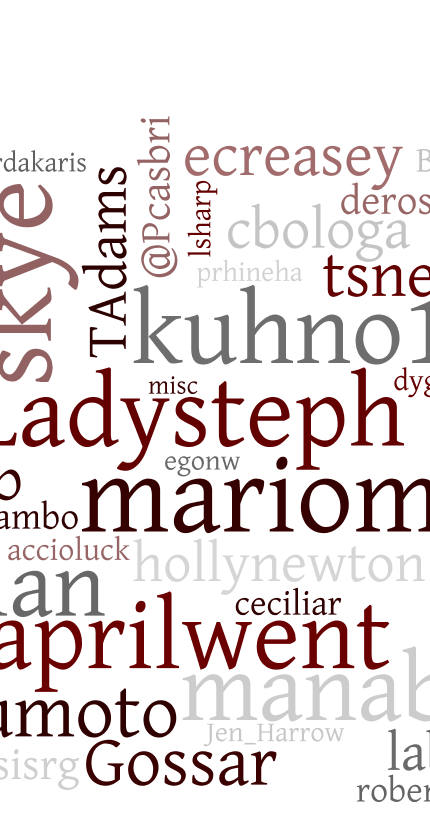 rdakaris
skye
TAdams
@Pcasbri
lsharp
ecreasey
B
deros
cbologa
prhineha
tsne
kuhno1
misc
dyg
Ladysteph
egonw
mariom
ambo
accioluck
hollynewton
an
ceciliar
aprilwent
manab
umoto
Jen_Harrow
sisrg
Gossar
la
rober